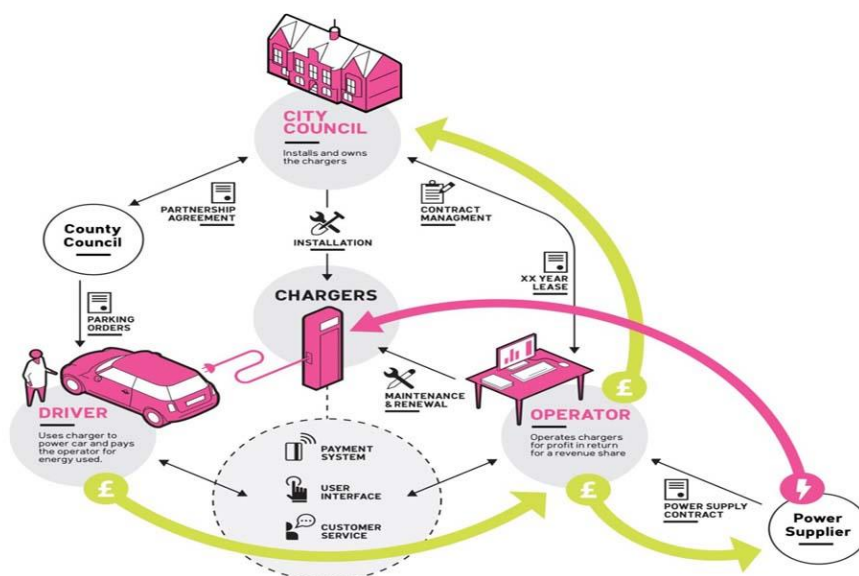 CITY
COUNCIL
Installs and owns
the chargers
PARTNERSHIP
AGREEMENT
CONTRACT
MANAGMENT
County
Council
INSTALLATION
XX YEAR
LEASE
CHARGERS
PARKING
ORDERS
MAINTENANCE
& RENEWAL
DRIVER
Uses charger to
power car and pays
the operator for
energy used.
OPERATOR
Operates chargers
for profit in return
for a revenue share
£
£
£
PAYMENT
SYSTEM
USER
INTERFACE
CUSTOMER
SERVICE
POWER SUPPLY
CONTRACT
Power
Supplier